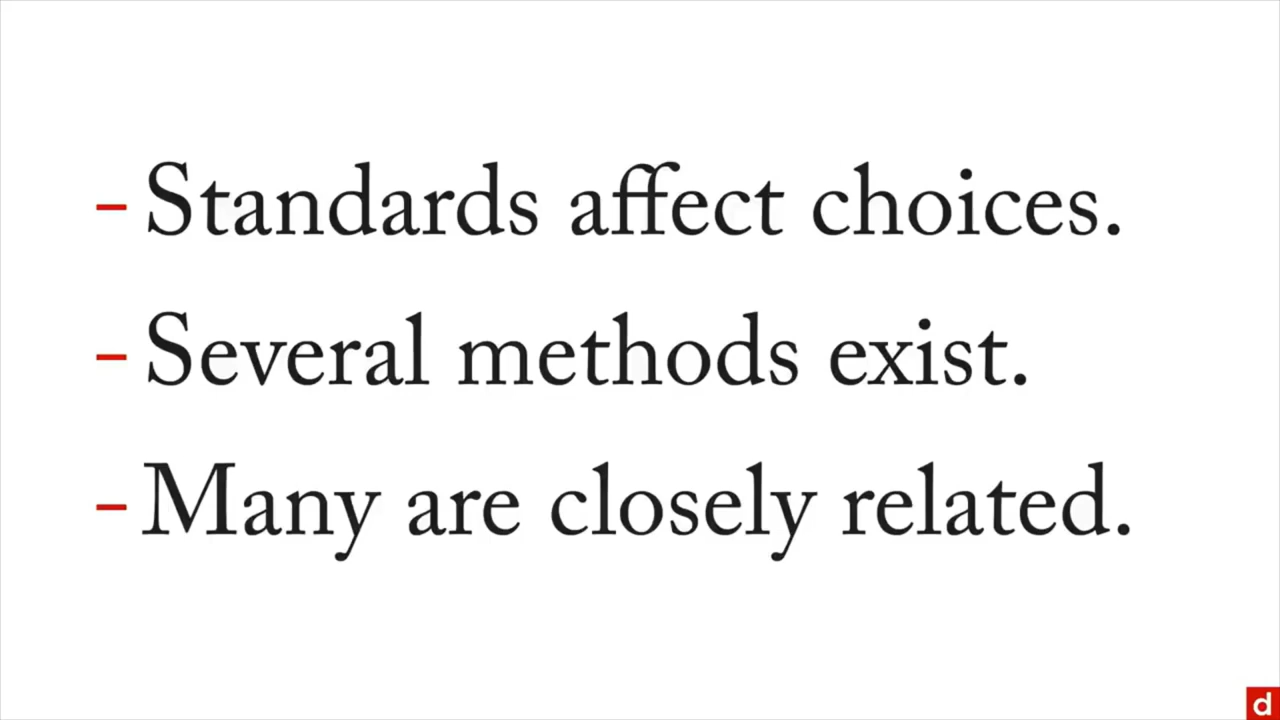 – Standards affect choices.
– Several methods exist.
– Many are closely related.
d